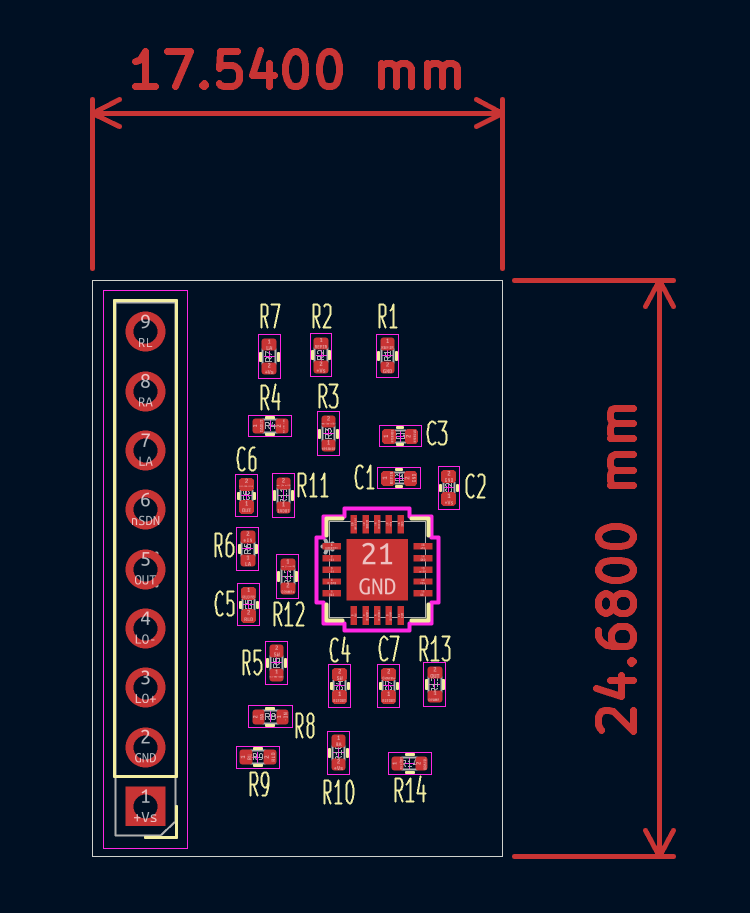 17.5400 mm
R7 R2 R1
9
RL
8
RA
R4 R3
C3
7
LA
C6
R11 C1 C2
6
nSDN
R6
21
GND
5
OUT
C5
R12
4
LO-
R5 C4 C7 R13
3
LO+
R8
2
GND
R9 R10 R14
1
+Vs
24.6800 mm